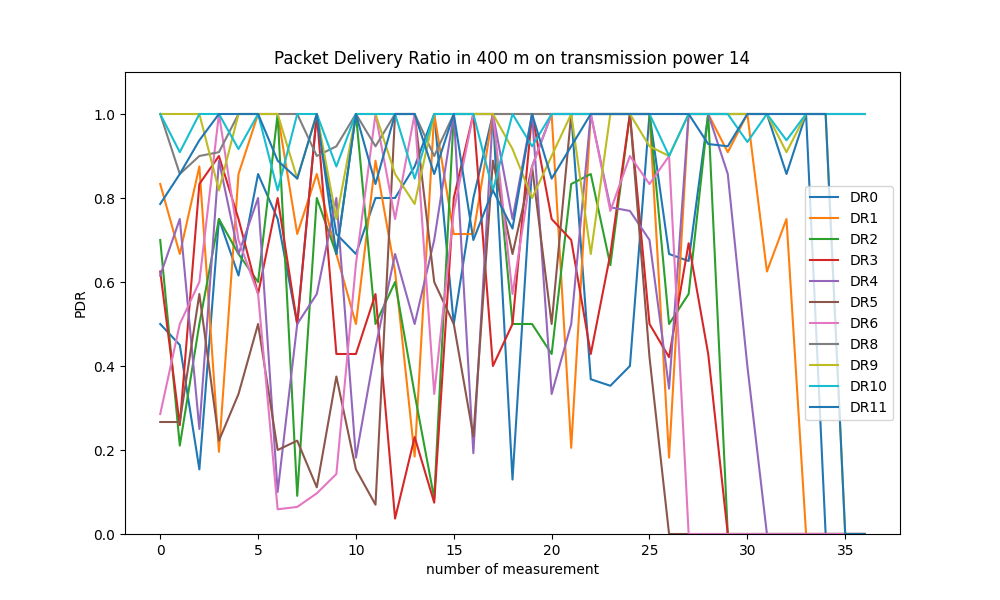 Packet Delivery Ratio in 400 m on transmission power 14
1.0
0.8
0.6
0.4
0.2
0.0
PDR
DR0
DR1
DR2
DR3
DR4
DR5
DR6
DR8
DR9
DR10
DR11
0 5 10 15 20 25 30 35
number of measurement